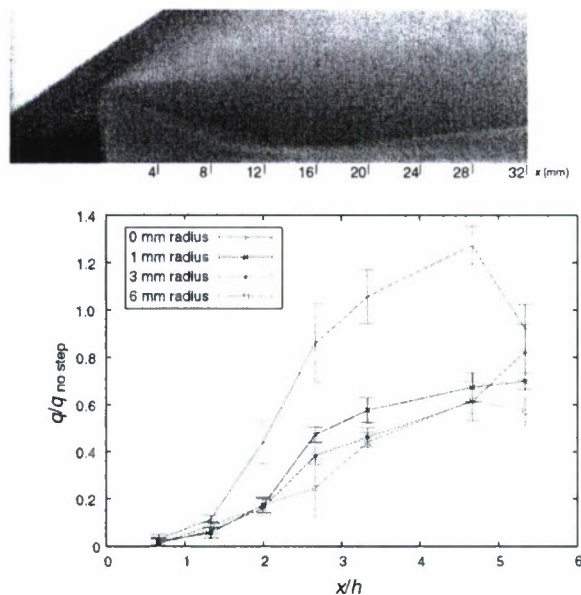 4 8 12 16 20 24 28 32 x (mm)
1.4
0 mm radius
1 mm radius
3 mm radius
6 mm radius
1.2
1.0
0.8
0.6
0.4
0.2
0
q/q no step
0 1 2 3 4 5 6
x/h